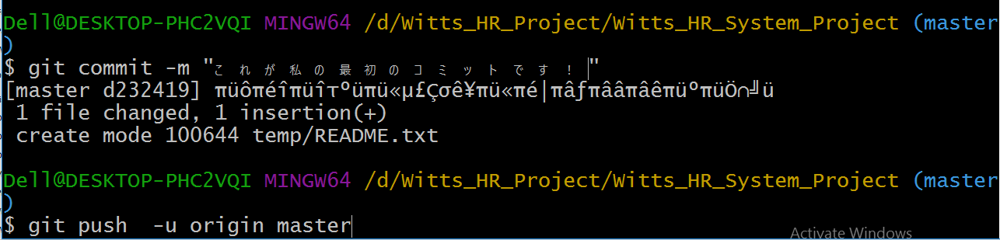 Dell@DESKTOP-PHC2VQI MINGW64 /d/Witts_HR_Project/Witts_HR_System_Project (master
)
$ git commit -m "これが私の最初のコミットです！"
[master d232419] πüôπéîπüîτºüπü«µ£Çσê¥πü«πé│πâƒπââπâêπüºπüÖ∩╝ü
 1 file changed, 1 insertion(+)
 create mode 100644 temp/README.txt
Dell@DESKTOP-PHC2VQI MINGW64 /d/Witts_HR_Project/Witts_HR_System_Project (master
)
$ git push  -u origin master
Activate Windows